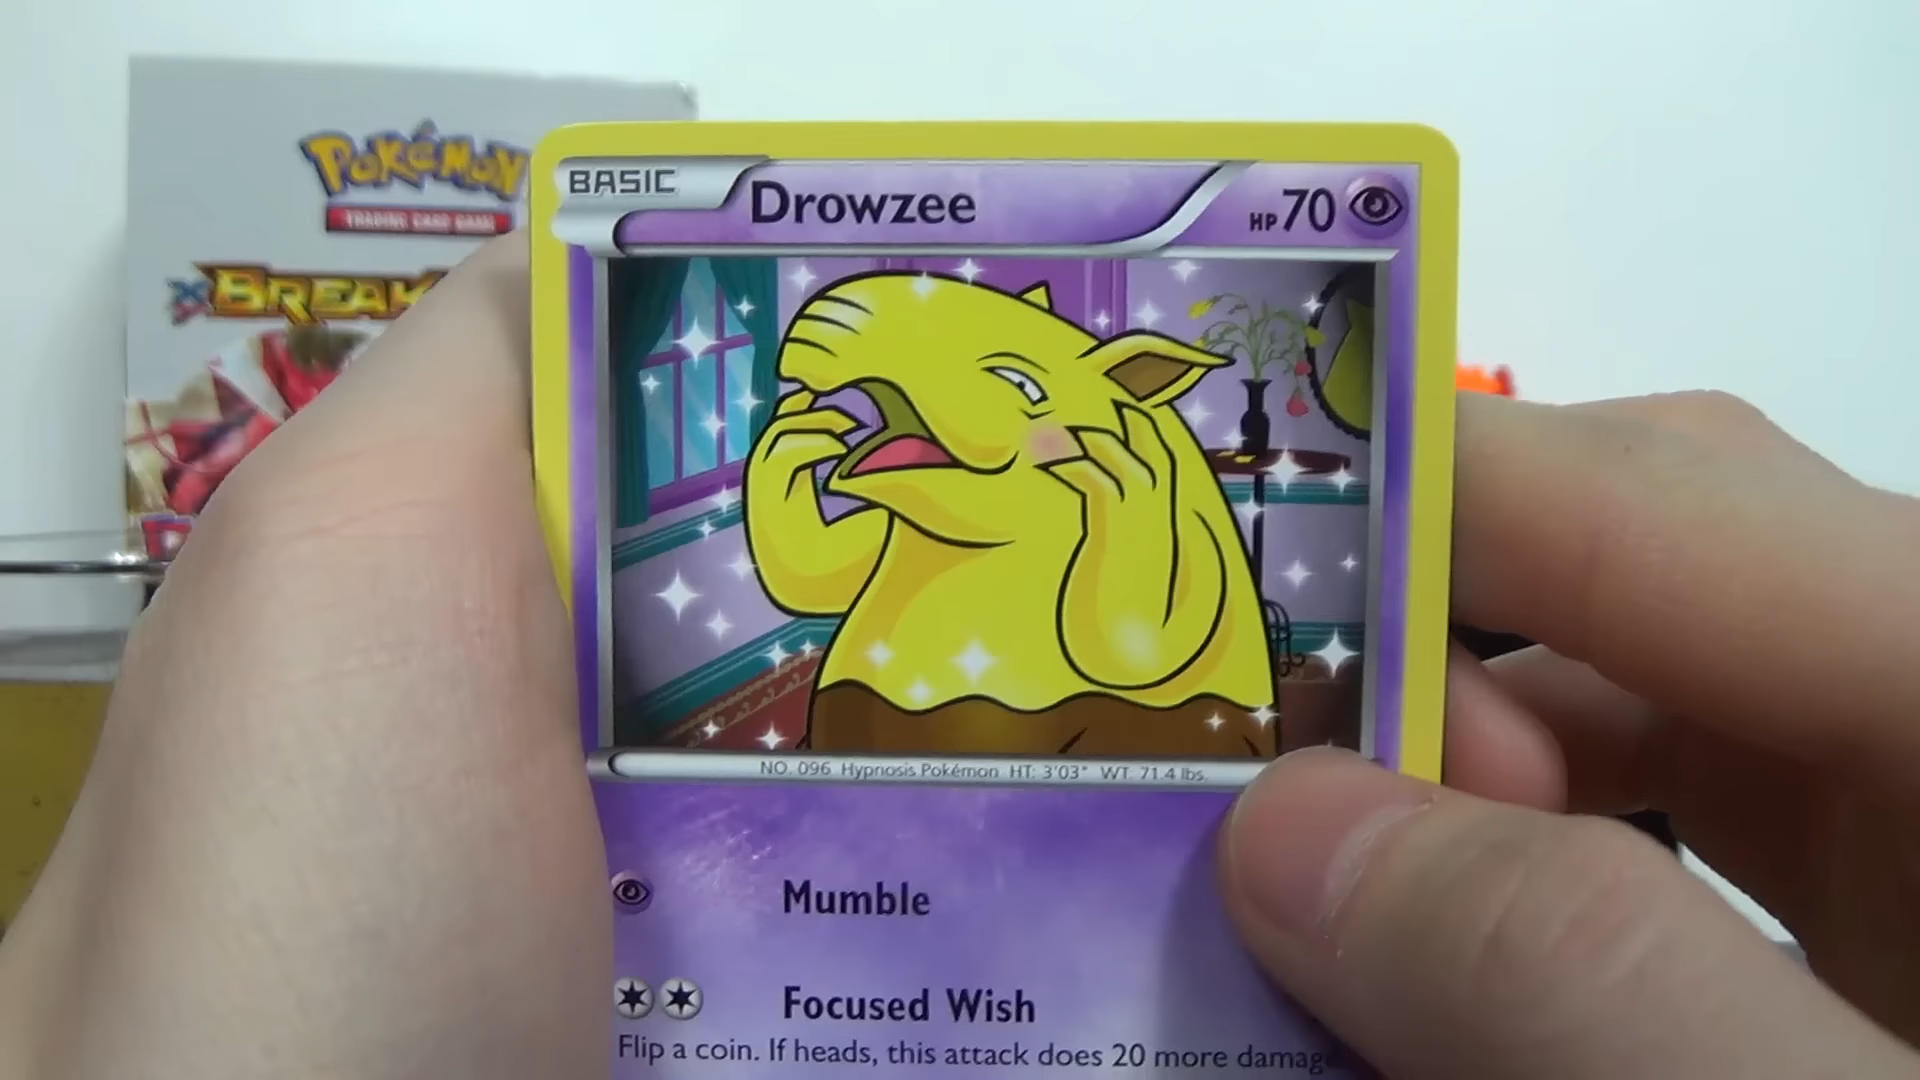 POKéMON
TRADING CARD GAME
BREAK
BASIC
Drowzee
HP 70
NO. 096 Hypnosis Pokémon HT: 3'03" WT: 71.4 lbs.
Mumble
Focused Wish
Flip a coin. If heads, this attack does 20 more damage